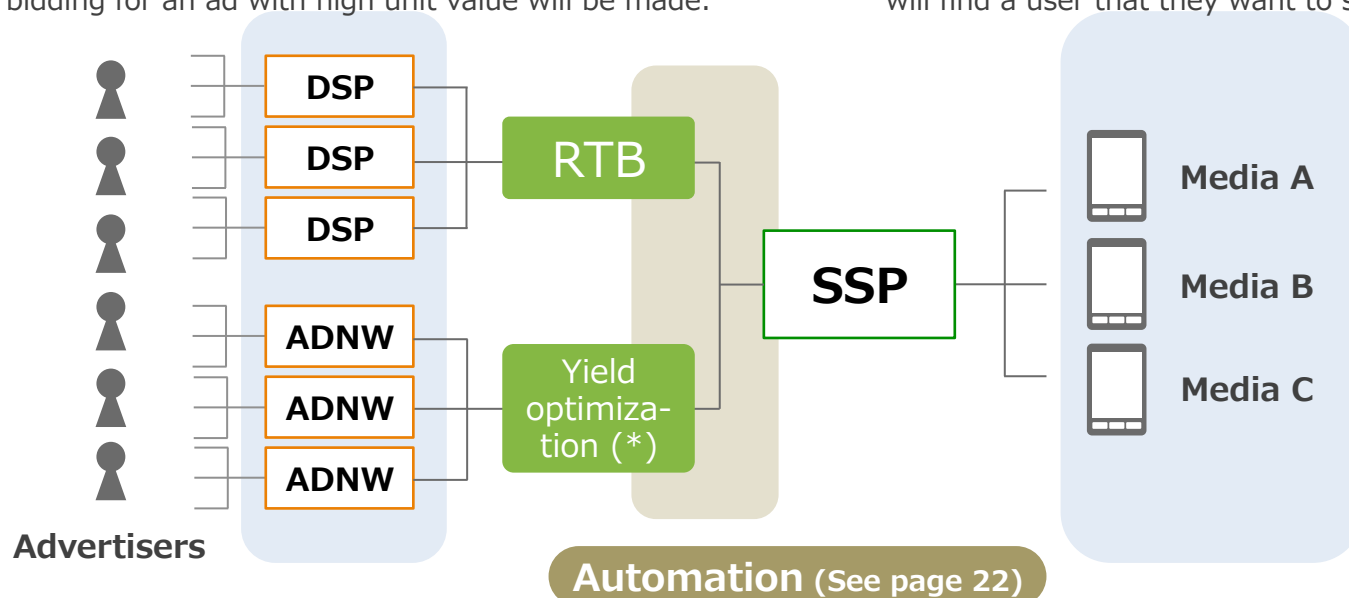 bidding for an ad with high unit value will be made.
will find a user that they want to s
DSP
DSP
DSP
ADNW
ADNW
ADNW
RTB
Yield
optimiza-
tion (*)
SSP
Media A
Media B
Media C
Advertisers
Automation (See page 22)